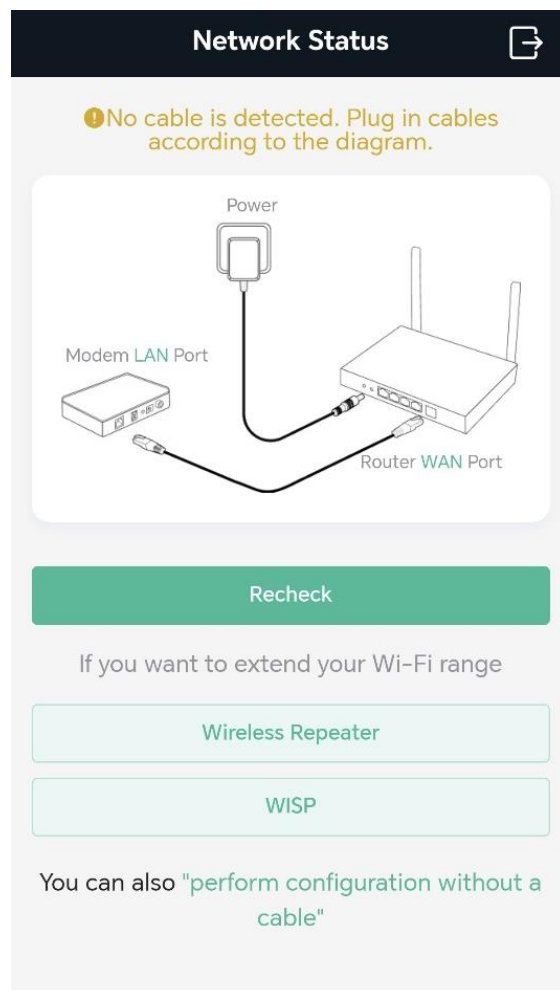 Network Status
No cable is detected. Plug in cables
according to the diagram.
Power
Modem LAN Port
Router WAN Port
Recheck
If you want to extend your Wi-Fi range
Wireless Repeater
WISP
You can also "perform configuration without a
cable"